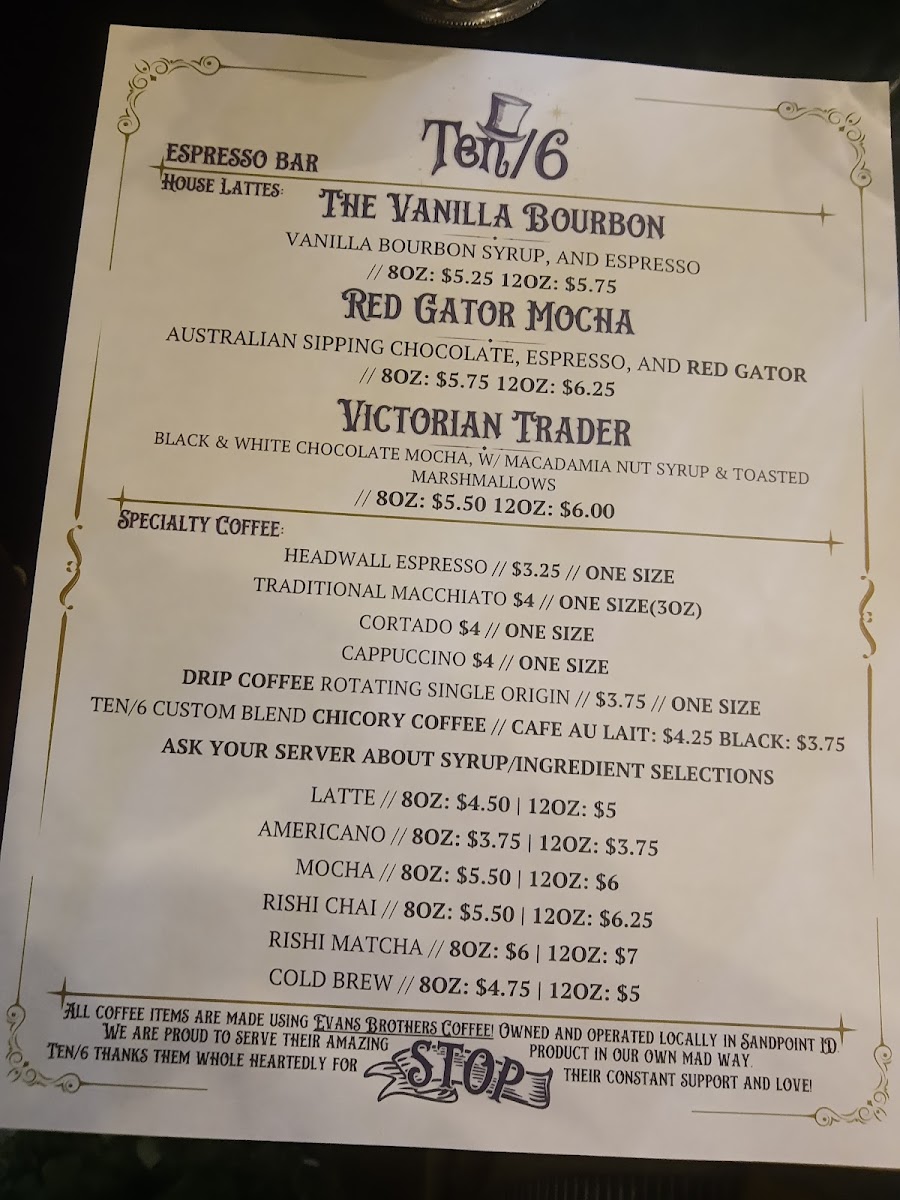 Ten/6
ESPRESSO BAR
HOUSE LATTES:
THE VANILLA BOURBON
VANILLA BOURBON SYRUP, AND ESPRESSO
// 8OZ: $5.25 12OZ: $5.75
RED GATOR MOCHA
AUSTRALIAN SIPPING CHOCOLATE, ESPRESSO, AND RED GATOR
// 8OZ: $5.75 12OZ: $6.25
VICTORIAN TRADER
BLACK & WHITE CHOCOLATE MOCHA, W/ MACADAMIA NUT SYRUP & TOASTED
MARSHMALLOWS
// 8OZ: $5.50 12OZ: $6.00
SPECIALTY COFFEE:
HEADWALL ESPRESSO // $3.25 // ONE SIZE
TRADITIONAL MACCHIATO $4 // ONE SIZE(3OZ)
CORTADO $4 // ONE SIZE
CAPPUCCINO $4 // ONE SIZE
DRIP COFFEE ROTATING SINGLE ORIGIN // $3.75 // ONE SIZE
TEN/6 CUSTOM BLEND CHICORY COFFEE // CAFE AU LAIT: $4.25 BLACK: $3.75
ASK YOUR SERVER ABOUT SYRUP/INGREDIENT SELECTIONS
LATTE // 8OZ: $4.50 | 12OZ: $5
AMERICANO // 8OZ: $3.75 | 12OZ: $3.75
MOCHA // 8OZ: $5.50 | 12OZ: $6
RISHI CHAI // 8OZ: $5.50 | 12OZ: $6.25
RISHI MATCHA // 8OZ: $6 | 12OZ: $7
COLD BREW // 8OZ: $4.75 | 12OZ: $5
ALL COFFEE ITEMS ARE MADE USING EVANS BROTHERS COFFEE! OWNED AND OPERATED LOCALLY IN SANDPOINT ID.
WE ARE PROUD TO SERVE THEIR AMAZING PRODUCT IN OUR OWN MAD WAY.
TEN/6 THANKS THEM WHOLE HEARTEDLY FOR THEIR CONSTANT SUPPORT AND LOVE!
STOP